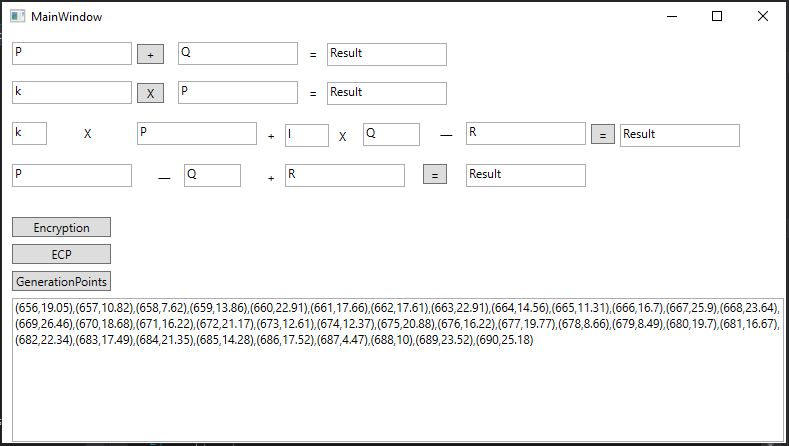 MainWindow
P + Q = Result
k X P = Result
k X P + l X Q — R = Result
P — Q + R = Result
Encryption
ECP
GenerationPoints
(656,19.05),(657,10.82),(658,7.62),(659,13.86),(660,22.91),(661,17.66),(662,17.61),(663,22.91),(664,14.56),(665,11.31),(666,16.7),(667,25.9),(668,23.64),
(669,26.46),(670,18.68),(671,16.22),(672,21.17),(673,12.61),(674,12.37),(675,20.88),(676,16.22),(677,19.77),(678,8.66),(679,8.49),(680,19.7),(681,16.67),
(682,22.34),(683,17.49),(684,21.35),(685,14.28),(686,17.52),(687,4.47),(688,10),(689,23.52),(690,25.18)